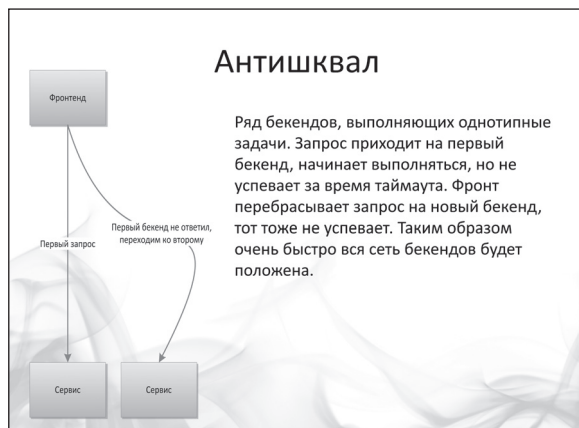 Антишквал
Фронтенд
Ряд бекендов, выполняющих однотипные
задачи. Запрос приходит на первый
бекенд, начинает выполняться, но не
успевает за время таймаута. Фронт
перебрасывает запрос на новый бекенд,
тот тоже не успевает. Таким образом
очень быстро вся сеть бекендов будет
положена.
Первый запрос
Первый бекенд не ответил,
переходим ко второму
Сервис
Сервис